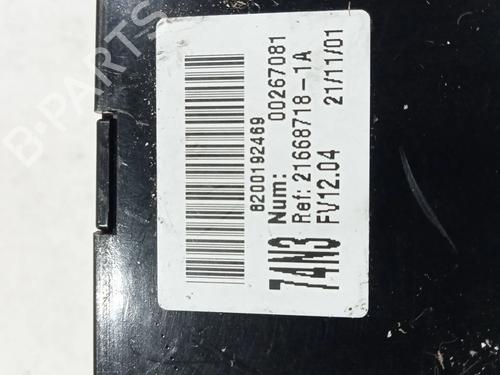 8200192469
Num: 00267081
Ref: 21668718-1A
74N3 FV12.04 21/11/01
B-PARTS